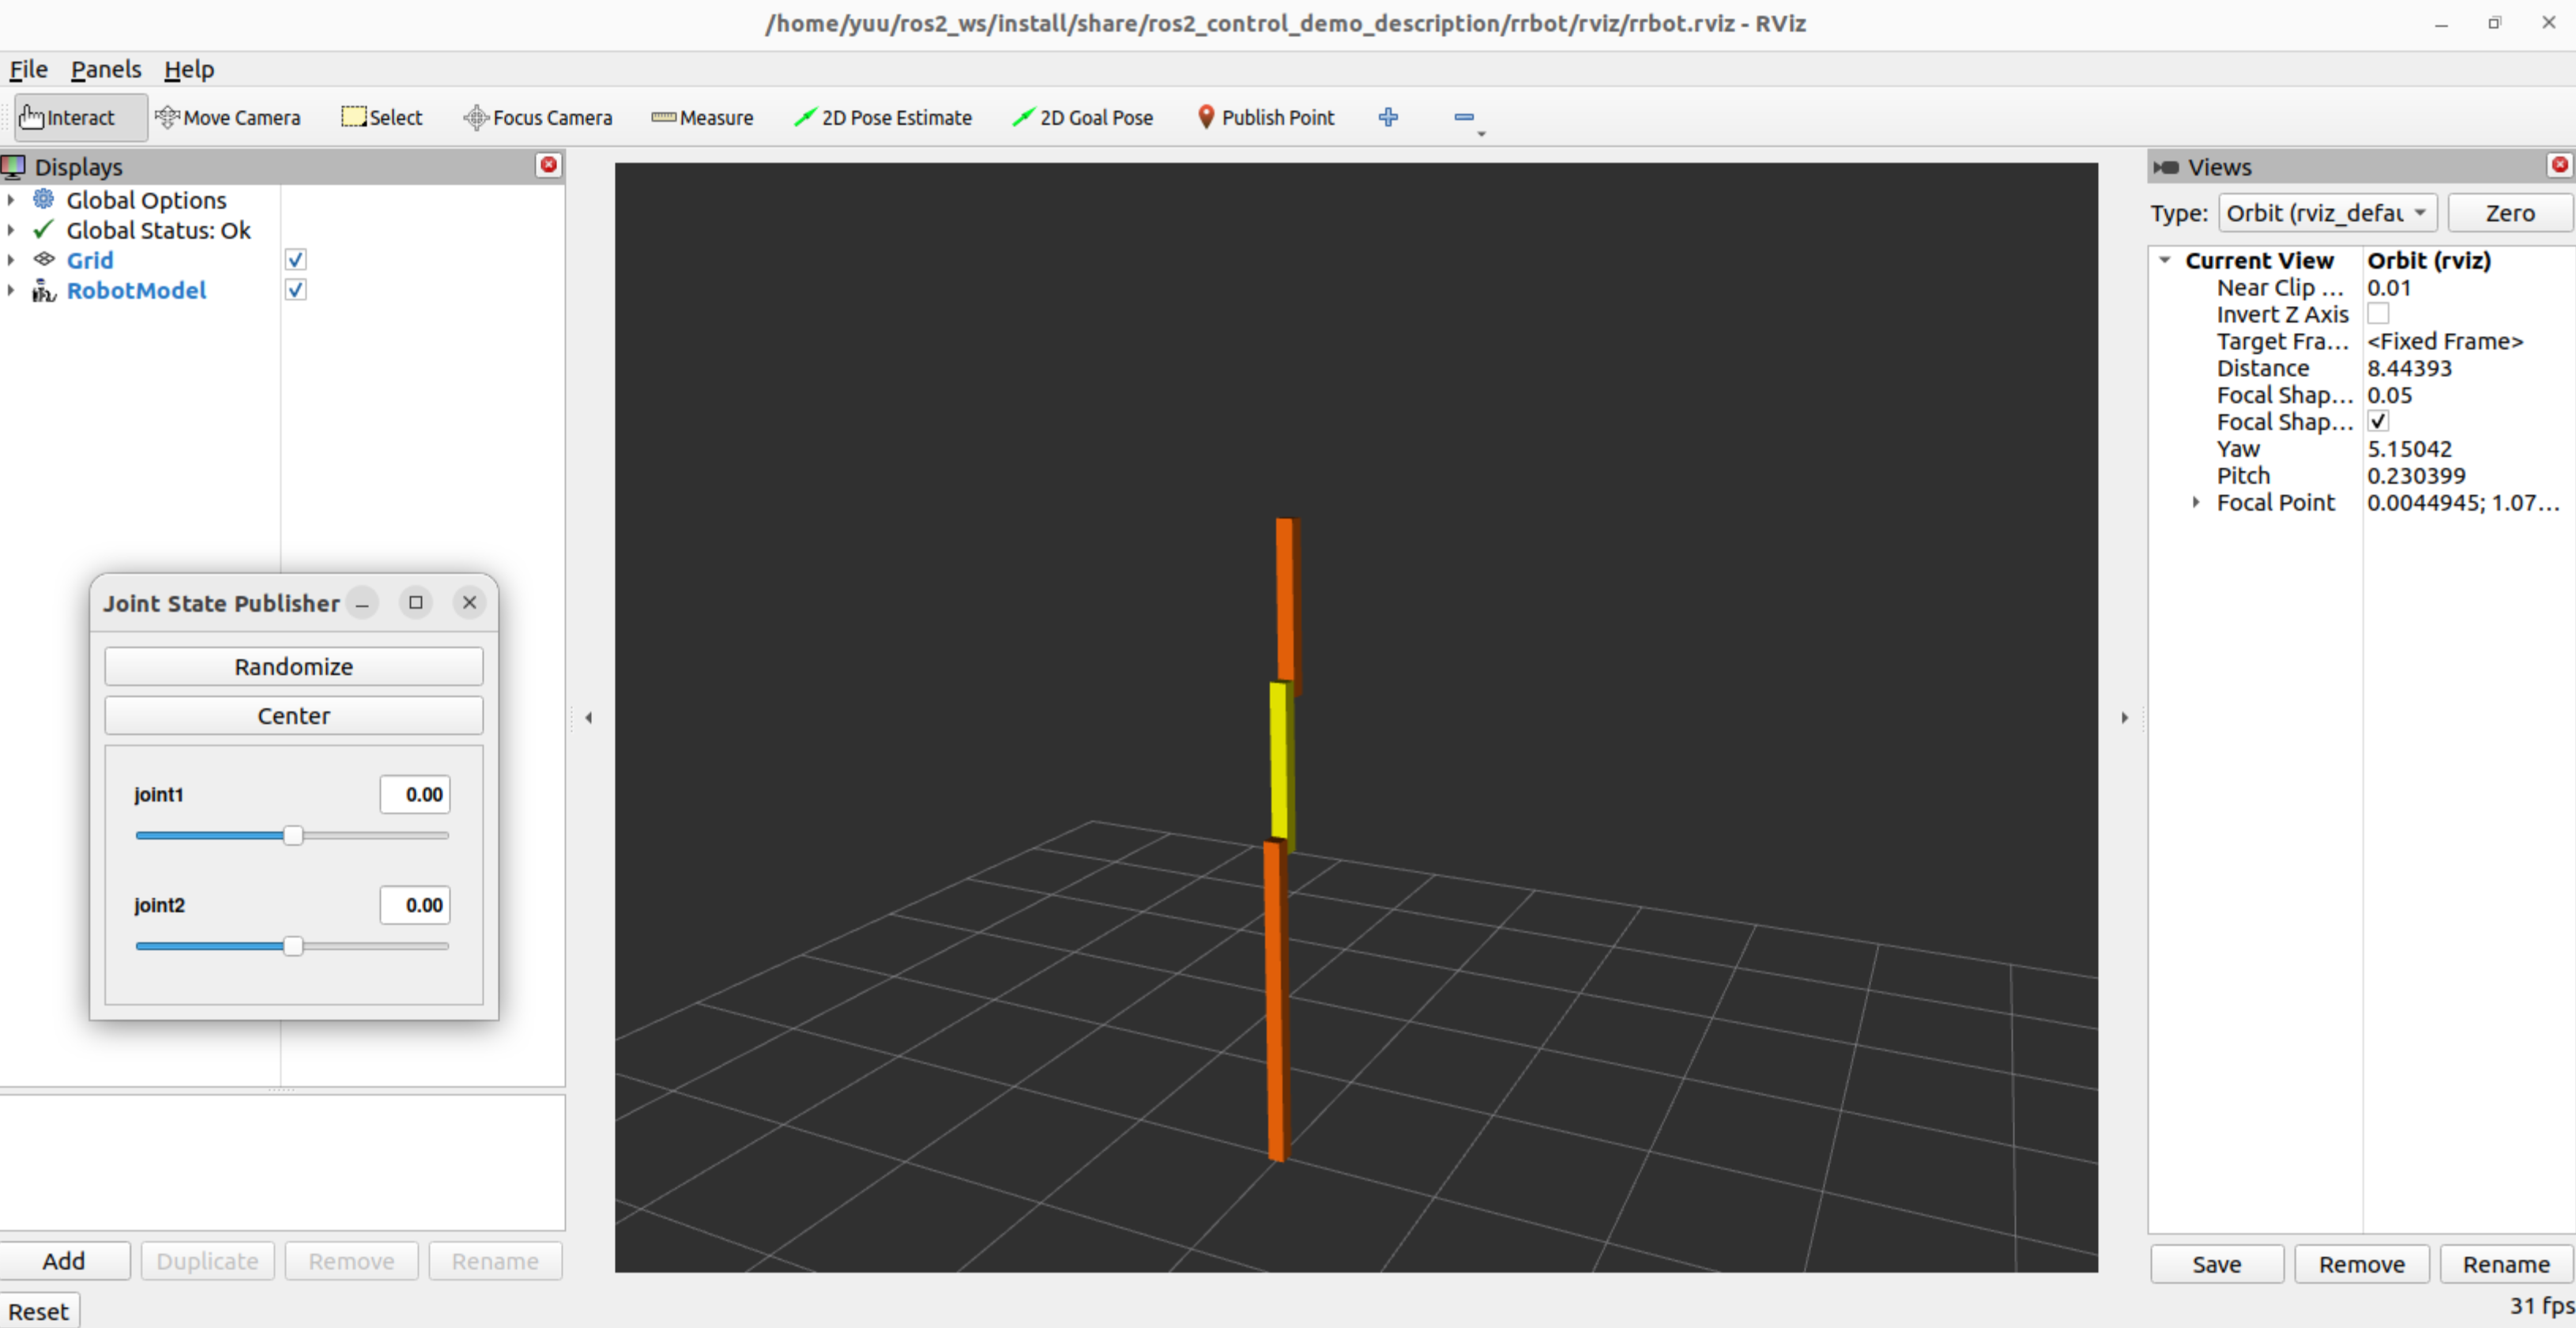 /home/yuu/ros2_ws/install/share/ros2_control_demo_description/rrbot/rviz/rrbot.rviz - RViz
File Panels Help
Interact Move Camera Select Focus Camera Measure 2D Pose Estimate 2D Goal Pose Publish Point
Displays
Global Options
Global Status: Ok
Grid
RobotModel
Joint State Publisher
Randomize
Center
joint1 0.00
joint2 0.00
Add Duplicate Remove Rename
Reset
Views
Type: Orbit (rviz_defau Zero
Current View Orbit (rviz)
Near Clip ... 0.01
Invert Z Axis
Target Fra... <Fixed Frame>
Distance 8.44393
Focal Shap... 0.05
Focal Shap...
Yaw 5.15042
Pitch 0.230399
Focal Point 0.0044945; 1.07...
Save Remove Rename
31 fps